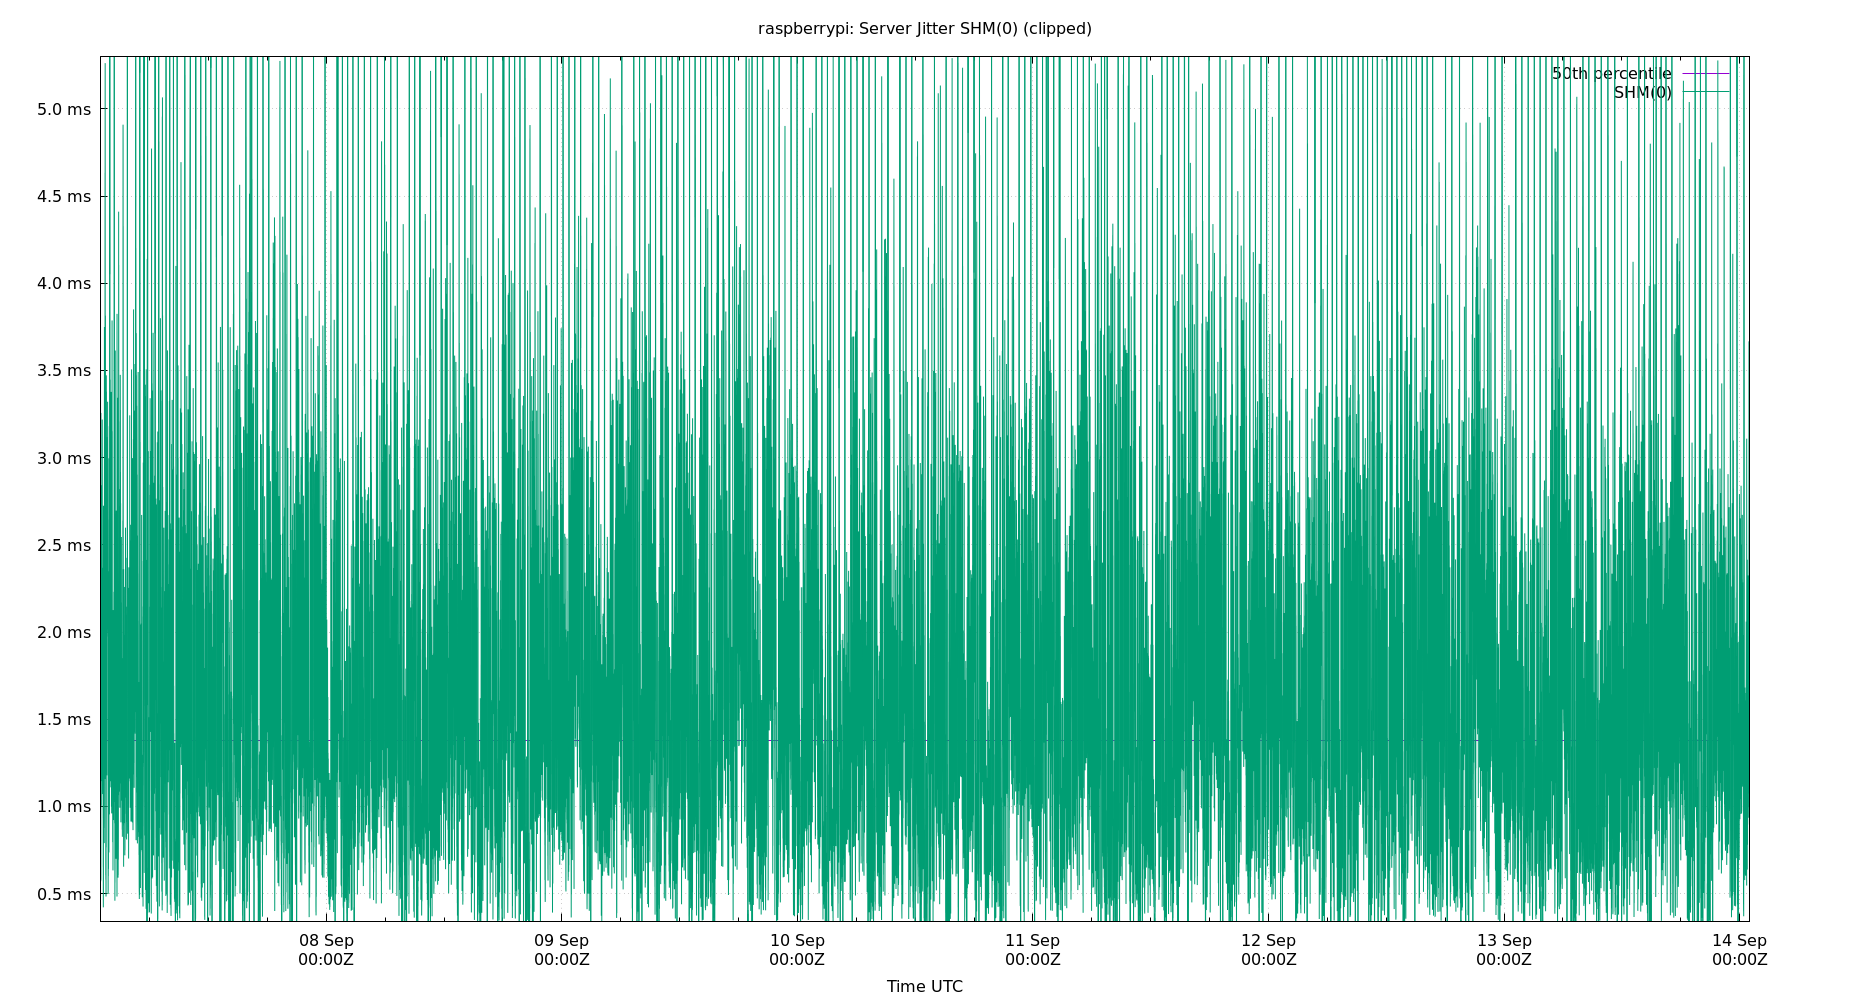 raspberrypi: Server Jitter SHM(0) (clipped)
50th percentile
SHM(0)
5.0 ms
4.5 ms
4.0 ms
3.5 ms
3.0 ms
2.5 ms
2.0 ms
1.5 ms
1.0 ms
0.5 ms
08 Sep 09 Sep 10 Sep 11 Sep 12 Sep 13 Sep 14 Sep
00:00Z 00:00Z 00:00Z 00:00Z 00:00Z 00:00Z 00:00Z
Time UTC